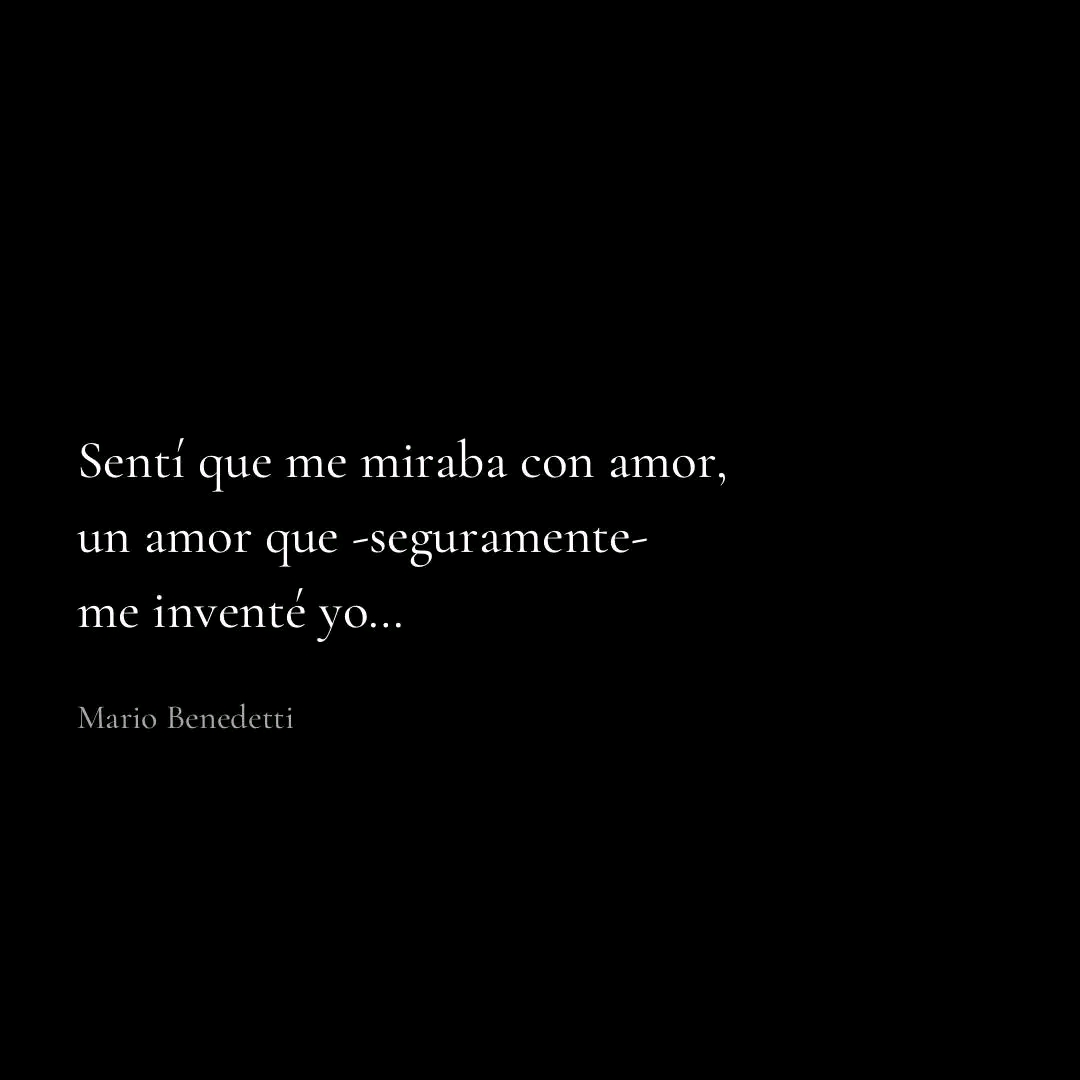 Sentí que me miraba con amor,
un amor que -seguramente-
me inventé yo...
Mario Benedetti